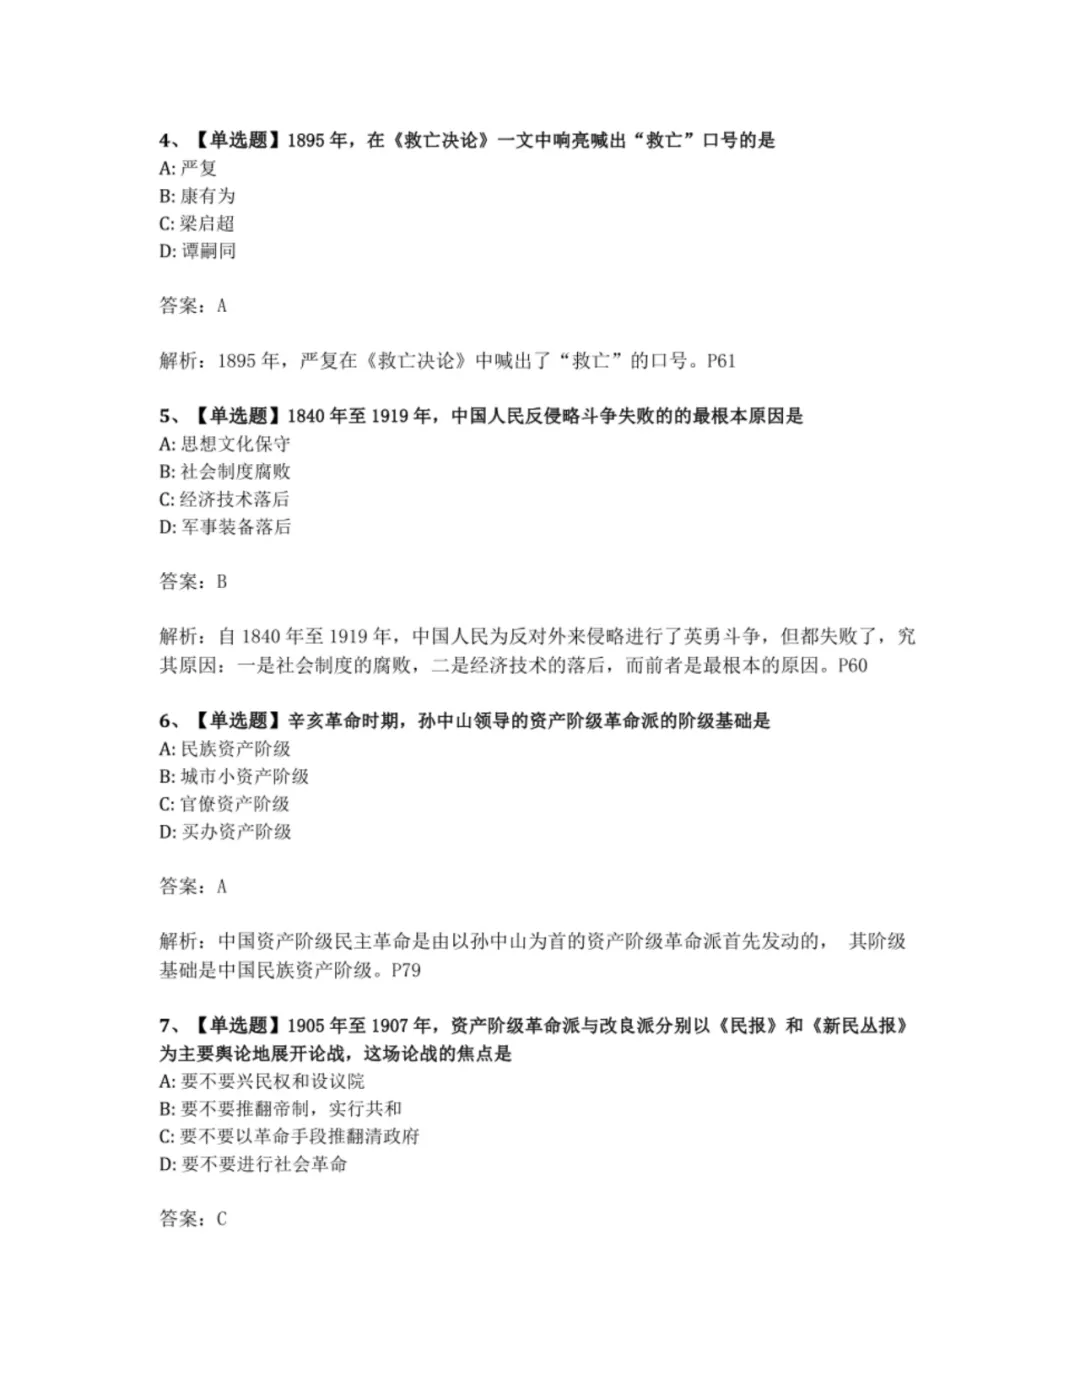 4、【单选题】1895 年，在《救亡决论》一文中响亮喊出“救亡”口号的是
A: 严复
B: 康有为
C: 梁启超
D: 谭嗣同
答案：A
解析：1895 年，严复在《救亡决论》中喊出了“救亡”的口号。P61
5、【单选题】1840 年至 1919 年，中国人民反侵略斗争失败的的最根本原因是
A: 思想文化保守
B: 社会制度腐败
C: 经济技术落后
D: 军事装备落后
答案：B
解析：自 1840 年至 1919 年，中国人民为反对外来侵略进行了英勇斗争，但都失败了，究
其原因：一是社会制度的腐败，二是经济技术的落后，而前者是最根本的原因。P60
6、【单选题】辛亥革命时期，孙中山领导的资产阶级革命派的阶级基础是
A: 民族资产阶级
B: 城市小资产阶级
C: 官僚资产阶级
D: 买办资产阶级
答案：A
解析：中国资产阶级民主革命是由以孙中山为首的资产阶级革命派首先发动的， 其阶级
基础是中国民族资产阶级。P79
7、【单选题】1905 年至 1907 年，资产阶级革命派与改良派分别以《民报》和《新民丛报》
为主要舆论地展开论战，这场论战的焦点是
A: 要不要兴民权和设议院
B: 要不要推翻帝制，实行共和
C: 要不要以革命手段推翻清政府
D: 要不要进行社会革命
答案：C